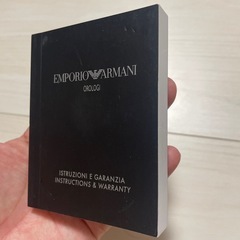 EMPORIO ARMANI
OROLOGI
ISTRUZIONI E GARANZIA
INSTRUCTIONS & WARRANTY